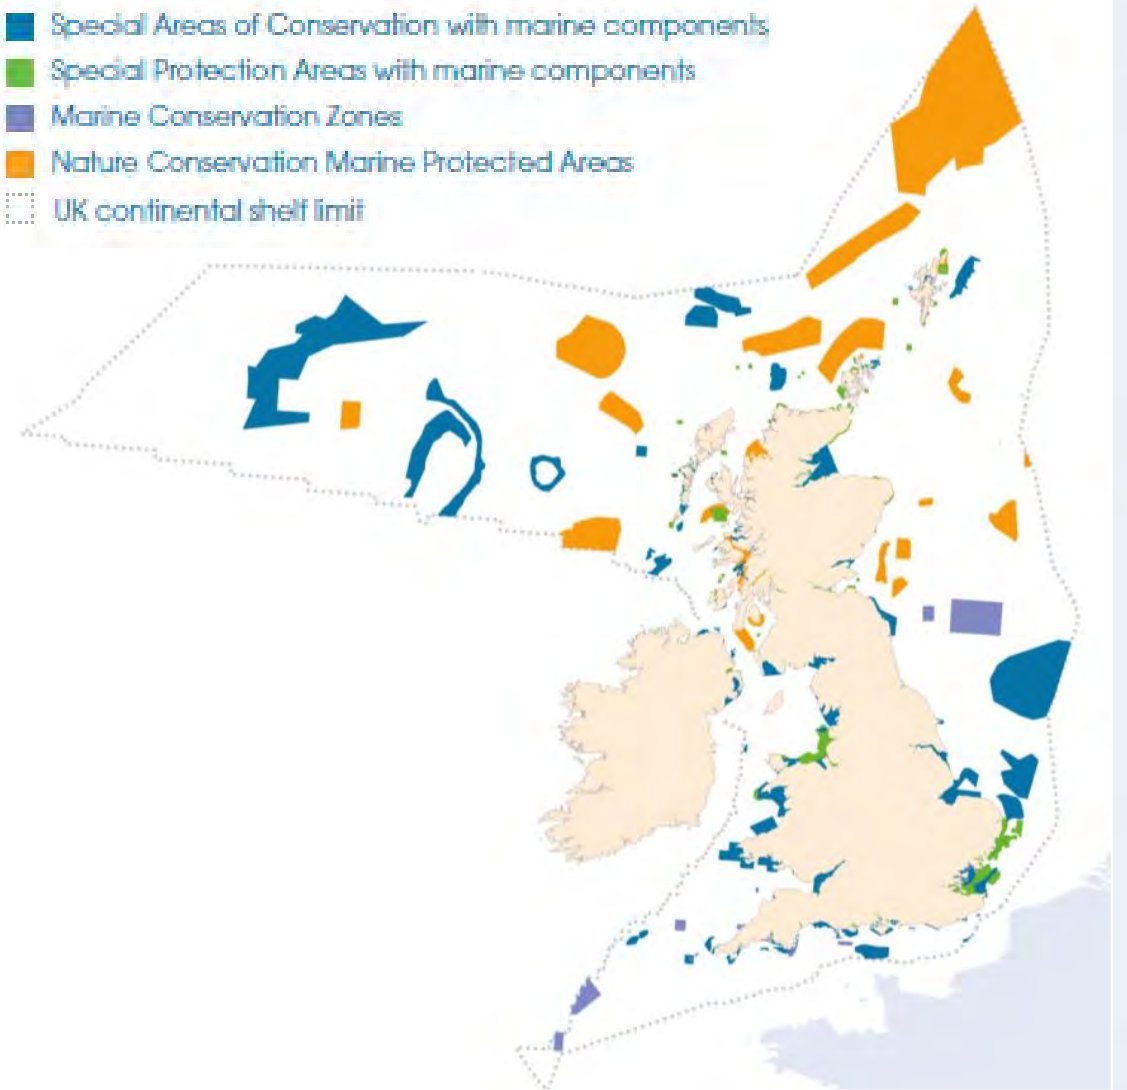 Special Areas of Conservation with marine components
Special Protection Areas with marine components
Marine Conservation Zones
Nature Conservation Marine Protected Areas
UK continental shelf limit